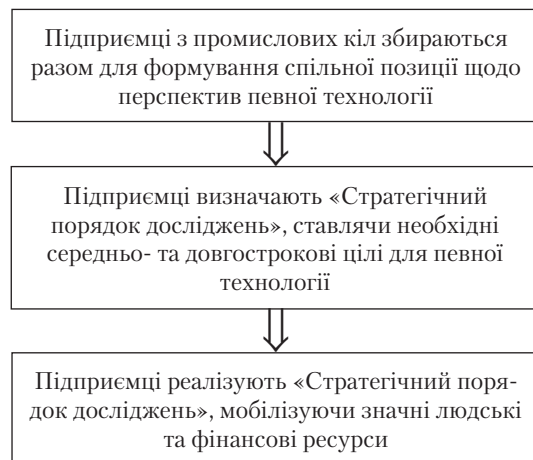 Підприємці з промислових кіл збираються
разом для формування спільної позиції щодо
перспектив певної технології
Підприємці визначають «Стратегічний
порядок досліджень», ставлячи необхідні
середньо- та довгострокові цілі для певної
технології
Підприємці реалізують «Стратегічний поря-
док досліджень», мобілізуючи значні людські
та фінансові ресурси